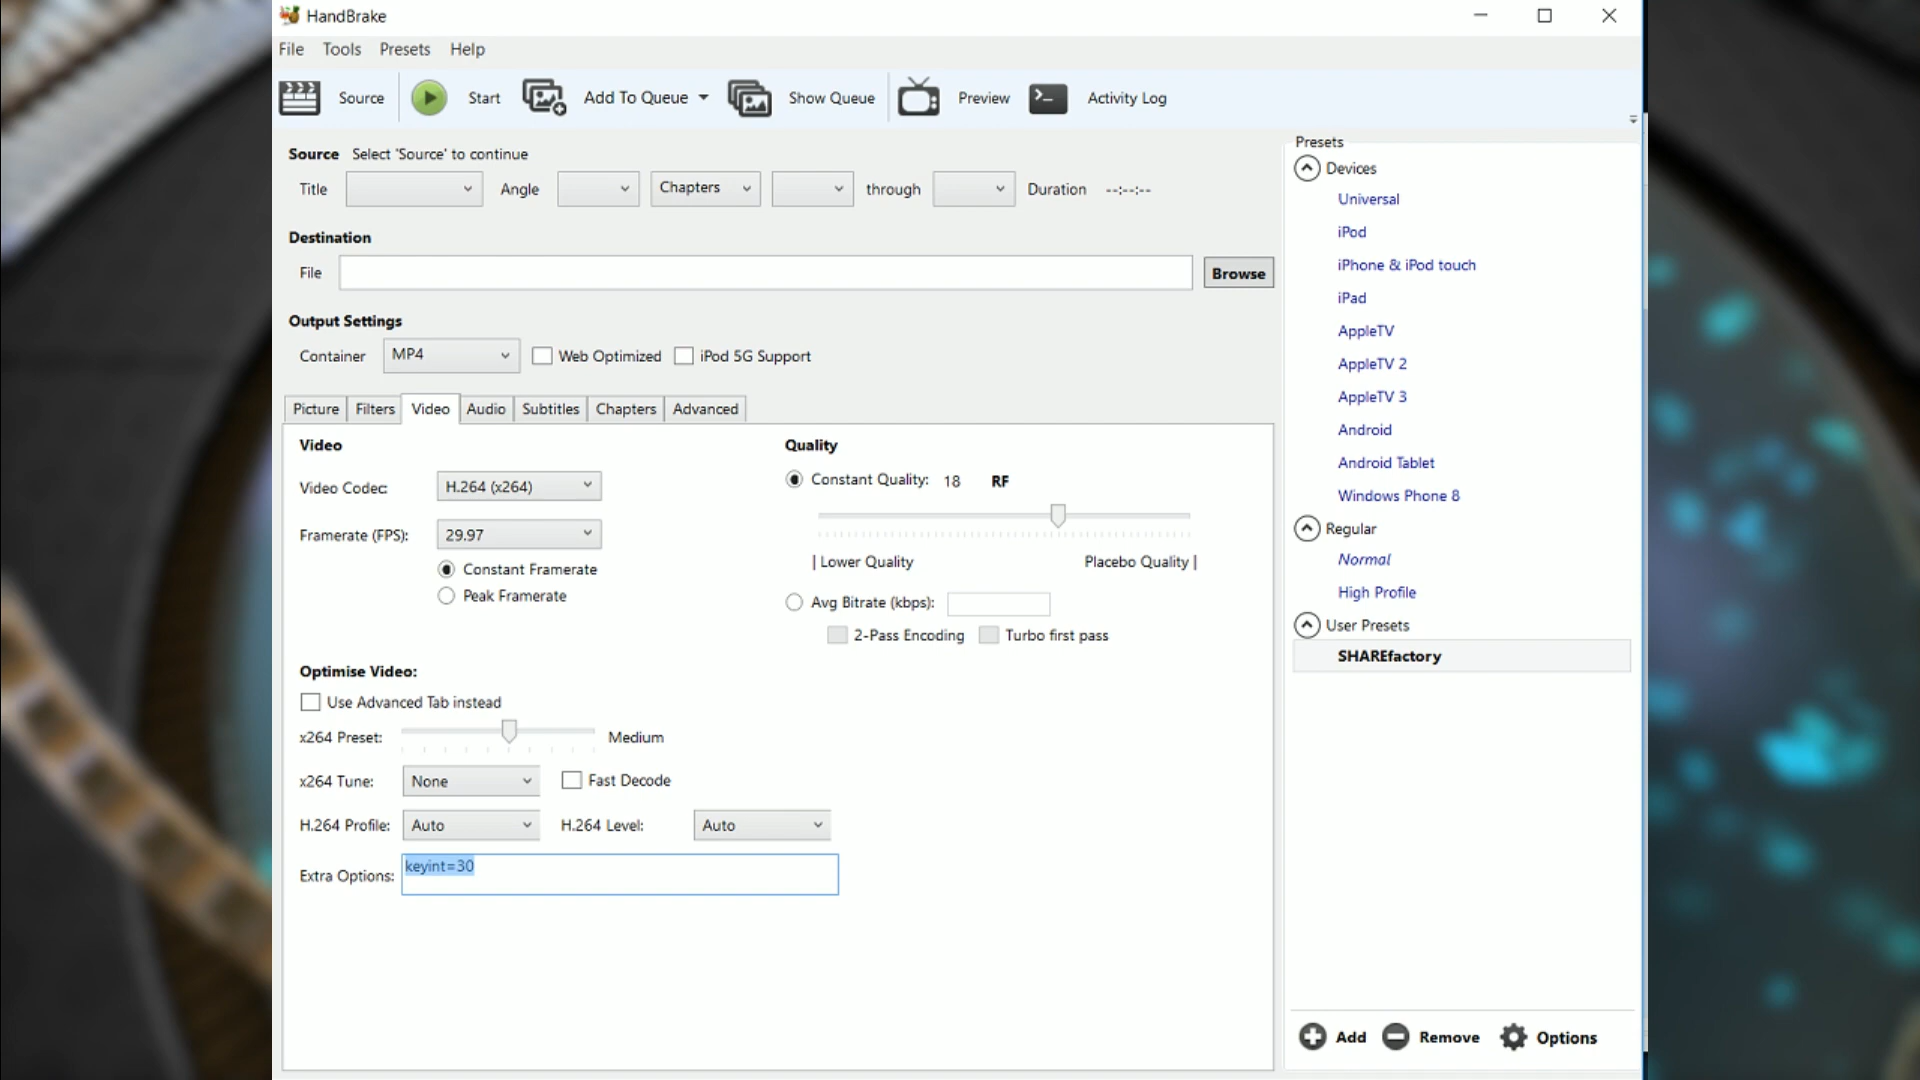 HandBrake
File Tools Presets Help
Source Start Add To Queue Show Queue Preview Activity Log
Source Select 'Source' to continue
Title Angle Chapters through Duration --:--:--
Destination
File Browse
Output Settings
Container MP4 Web Optimized iPod 5G Support
Picture Filters Video Audio Subtitles Chapters Advanced
Video
Video Codec: H.264 (x264)
Framerate (FPS): 29.97
Constant Framerate
Peak Framerate
Quality
Constant Quality: 18 RF
| Lower Quality Placebo Quality |
Avg Bitrate (kbps):
2-Pass Encoding Turbo first pass
Optimise Video:
Use Advanced Tab instead
x264 Preset: Medium
x264 Tune: None Fast Decode
H.264 Profile: Auto H.264 Level: Auto
Extra Options: keyint=30
Presets
Devices
Universal
iPod
iPhone & iPod touch
iPad
AppleTV
AppleTV 2
AppleTV 3
Android
Android Tablet
Windows Phone 8
Regular
Normal
High Profile
User Presets
SHAREfactory
Add Remove Options